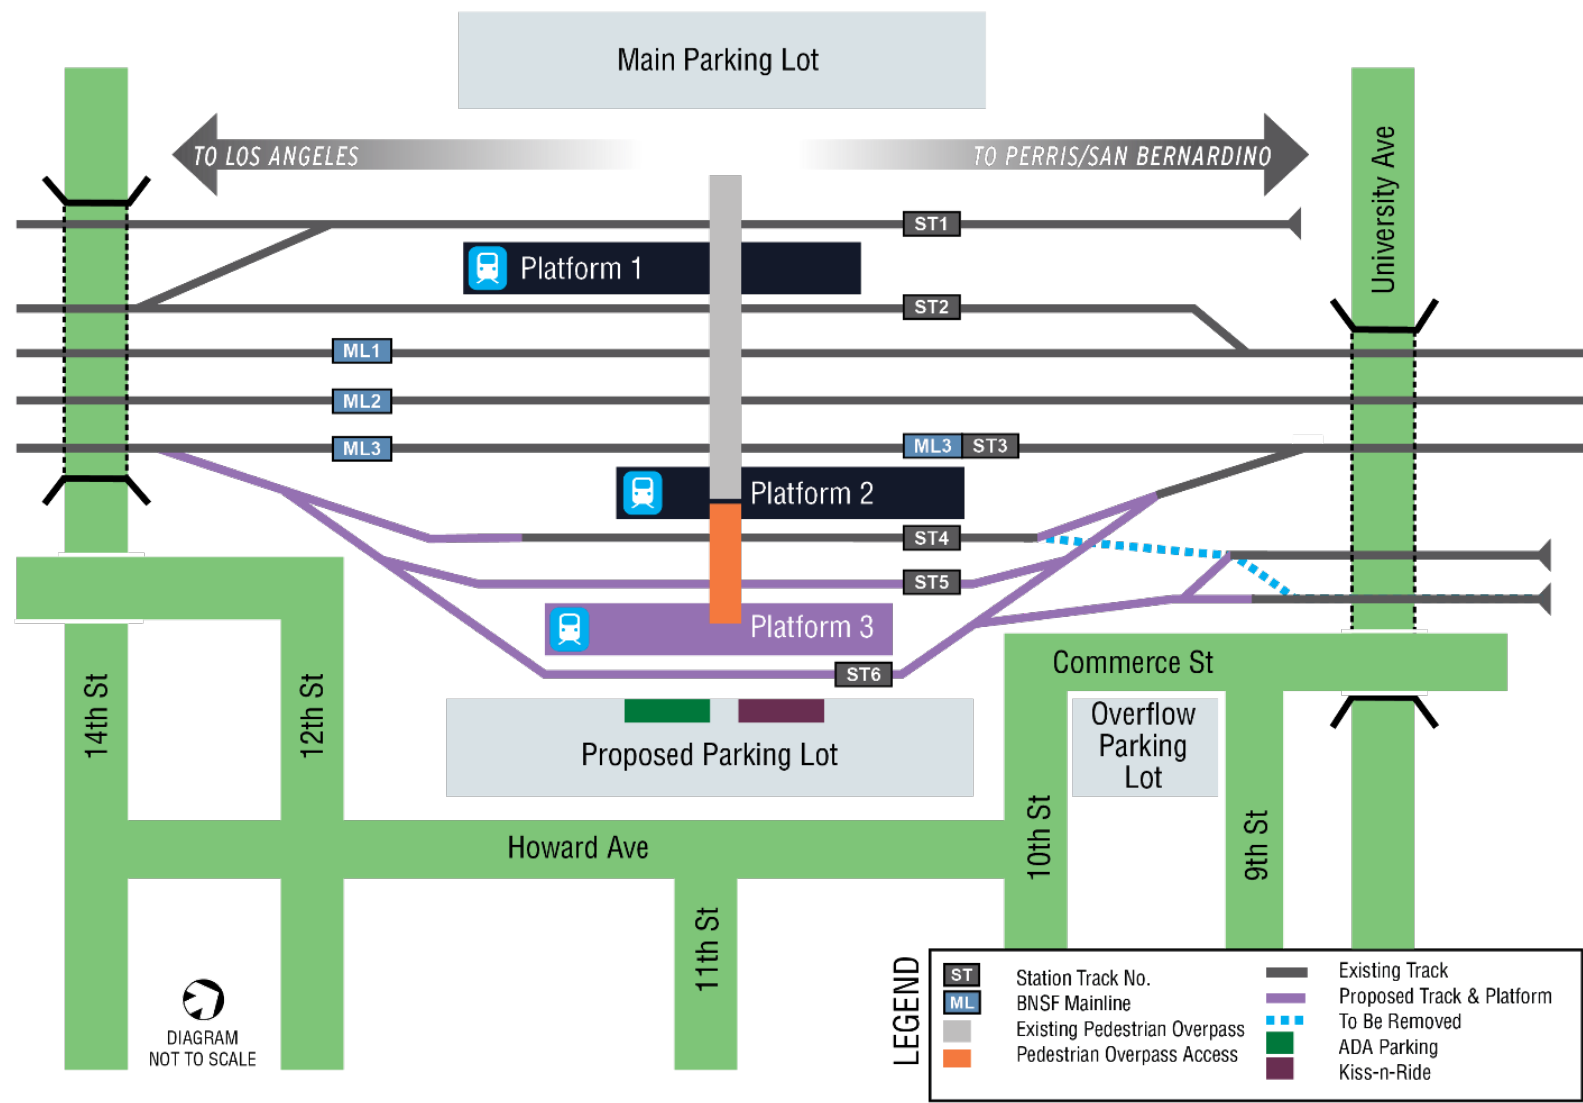 Main Parking Lot
TO LOS ANGELES
TO PERRIS/SAN BERNARDINO
University Ave
ST1
Platform 1
ST2
ML1
ML2
ML3
ML3 ST3
Platform 2
ST4
ST5
Platform 3
ST6
Commerce St
14th St
12th St
Proposed Parking Lot
Overflow
Parking
Lot
10th St
9th St
Howard Ave
11th St
DIAGRAM
NOT TO SCALE
LEGEND
ST Station Track No.
ML BNSF Mainline
Existing Pedestrian Overpass
Pedestrian Overpass Access
Existing Track
Proposed Track & Platform
To Be Removed
ADA Parking
Kiss-n-Ride